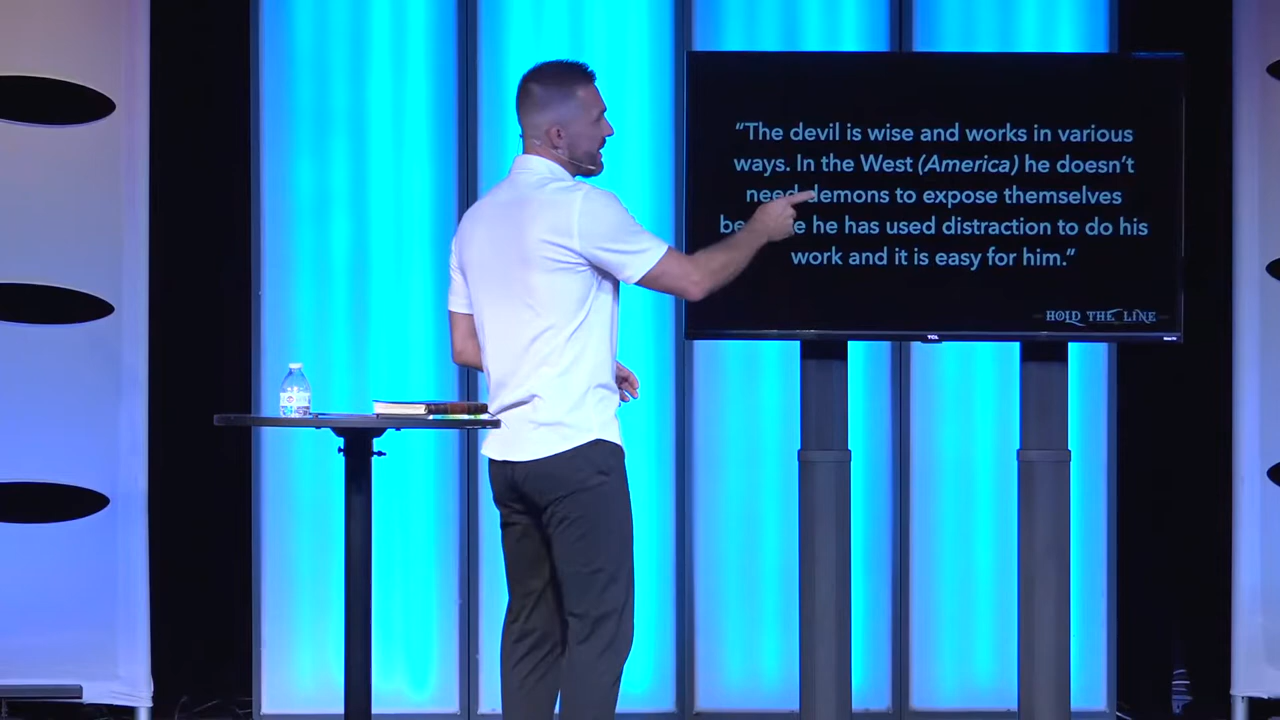 “The devil is wise and works in various
ways. In the West (America) he doesn’t
need demons to expose themselves
he has used distraction to do his
work and it is easy for him.”
HOLD THE LINE
TCL